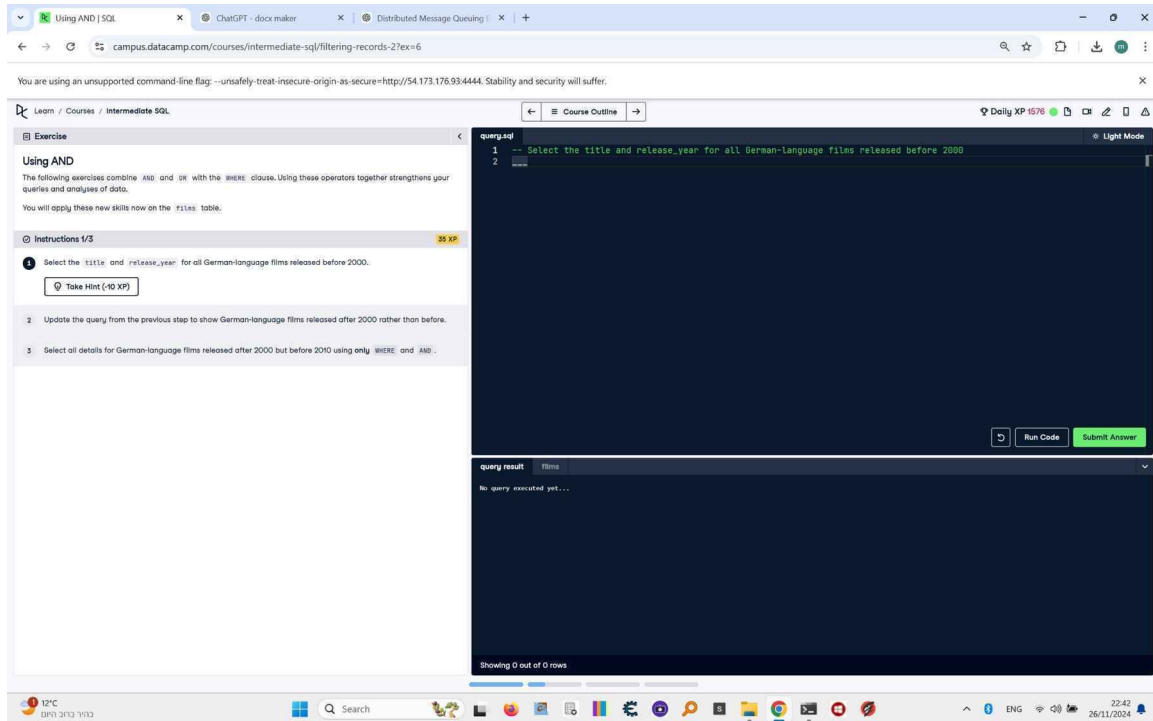 Using AND | SQL
ChatGPT - docx maker
Distributed Message Queuing
campus.datacamp.com/courses/intermediate-sql/filtering-records-2?ex=6
You are using an unsupported command-line flag: --unsafely-treat-insecure-origin-as-secure=http://54.173.176.93:4444. Stability and security will suffer.
Learn / Courses / Intermediate SQL
Course Outline
Daily XP 1576
Exercise
Using AND
The following exercises combine AND and OR with the WHERE clause. Using these operators together strengthens your
queries and analyses of data.
You will apply these new skills now on the films table.
Instructions 1/3
35 XP
1 Select the title and release_year for all German-language films released before 2000.
Take Hint (-10 XP)
2 Update the query from the previous step to show German-language films released after 2000 rather than before.
3 Select all details for German-language films released after 2000 but before 2010 using only WHERE and AND.
query.sql
Light Mode
1 -- Select the title and release_year for all German-language films released before 2000
2 ___
Run Code
Submit Answer
query result
films
No query executed yet...
Showing 0 out of 0 rows
12°C
בהיר ברוב היום
Search
ENG
22:42
26/11/2024